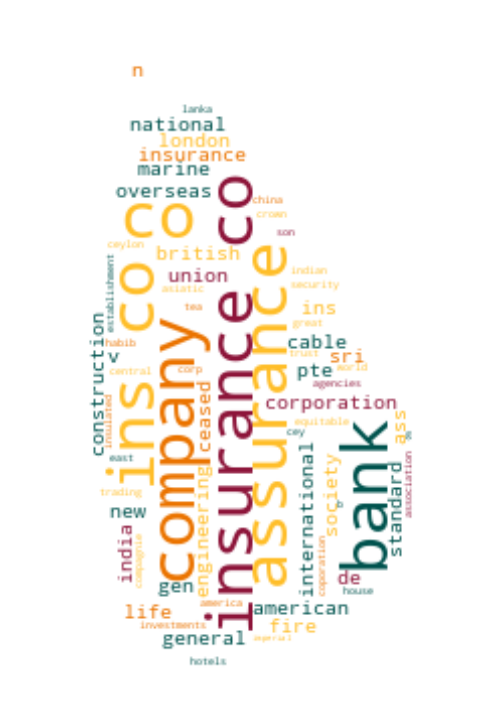 n
lanka
national
london
insurance
marine
overseas
co
insurance co
china
crown
son
ceylon
british
assurance
union
indian
asiatic
security
establishment
ins co
tea
ins
great
company
construction
habib
v
cable
trust
sri
central
corp
pte
world
agencies
ceased
corporation
insulated
equitable
ass
cey
bank
east
engineering
international
society
standard
association
trading
new
india
compagnie
coporation
de
gen
house
life
america
american
investments
fire
general
imperial
hotels